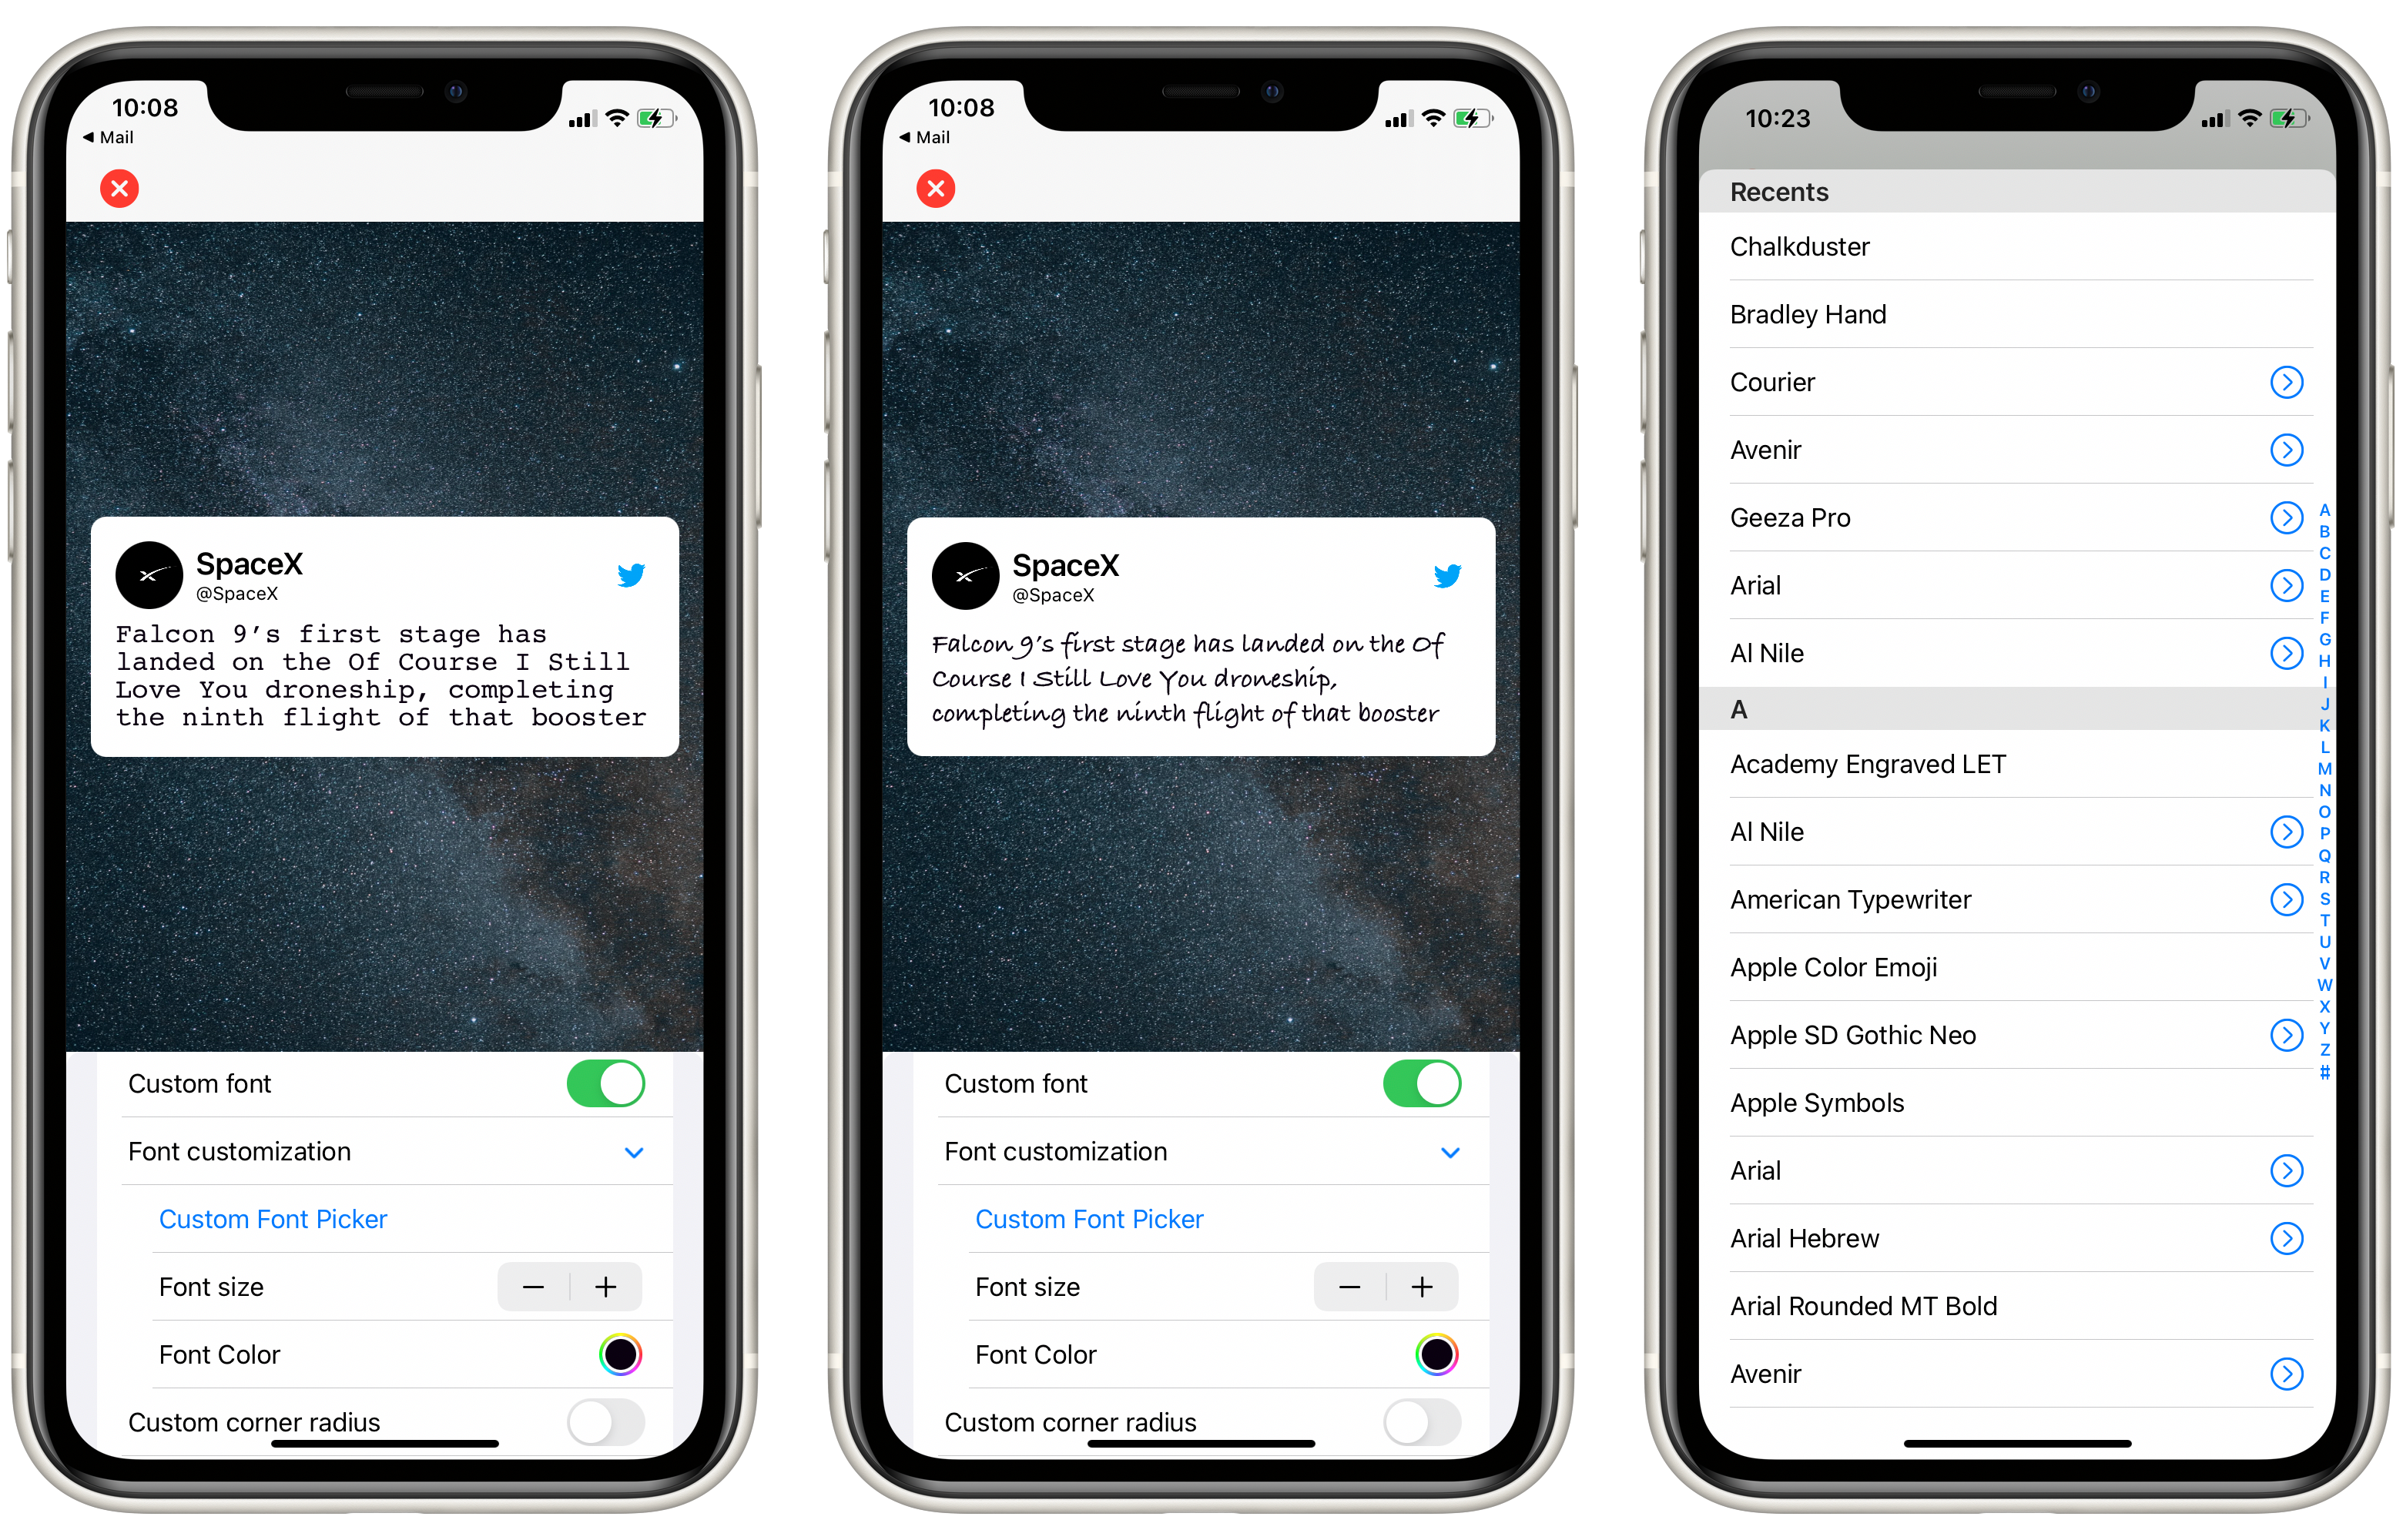 10:08
◀ Mail
SpaceX
@SpaceX
Falcon 9’s first stage has
landed on the Of Course I Still
Love You droneship, completing
the ninth flight of that booster
Custom font
Font customization
Custom Font Picker
Font size
Font Color
Custom corner radius
10:08
◀ Mail
SpaceX
@SpaceX
Falcon 9’s first stage has landed on the Of
Course I Still Love You droneship,
completing the ninth flight of that booster
Custom font
Font customization
Custom Font Picker
Font size
Font Color
Custom corner radius
10:23
Recents
Chalkduster
Bradley Hand
Courier
Avenir
Geeza Pro
Arial
Al Nile
A
Academy Engraved LET
Al Nile
American Typewriter
Apple Color Emoji
Apple SD Gothic Neo
Apple Symbols
Arial
Arial Hebrew
Arial Rounded MT Bold
Avenir
A
B
C
D
E
F
G
H
I
J
K
L
M
N
O
P
Q
R
S
T
U
V
W
X
Y
Z
#